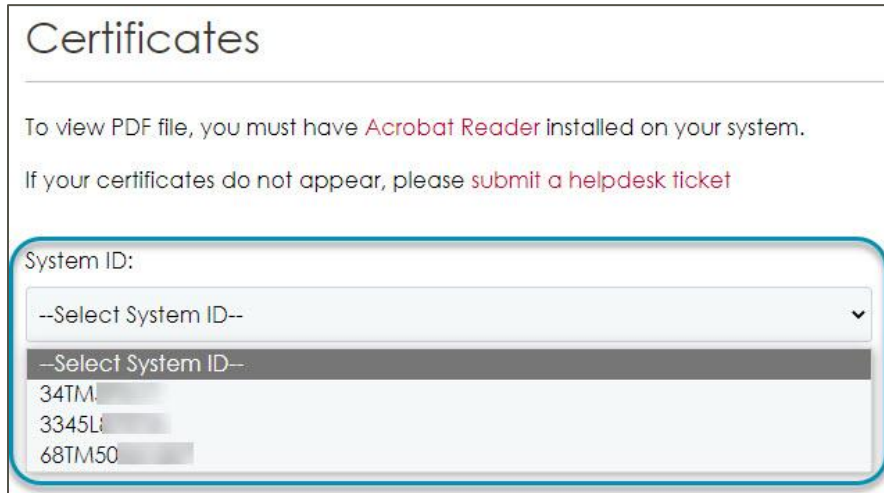 Certificates
To view PDF file, you must have Acrobat Reader installed on your system.
If your certificates do not appear, please submit a helpdesk ticket
System ID:
--Select System ID--
--Select System ID--
34TM
3345L
68TM50